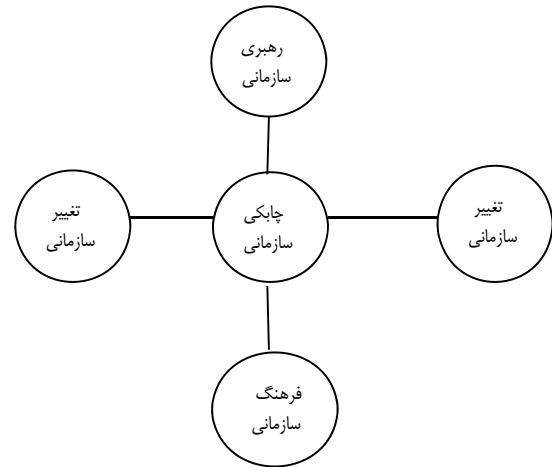 رهبری
سازمانی
تغییر
سازمانی
چابکی
سازمانی
تغییر
سازمانی
فرهنگ
سازمانی